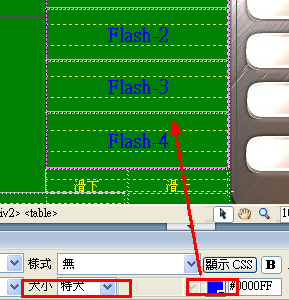 Flash-2
Flash-3
Flash-4
滑下 滑
iv2> <table>
樣式 無 顯示 CSS B
大小 特大 #0000FF